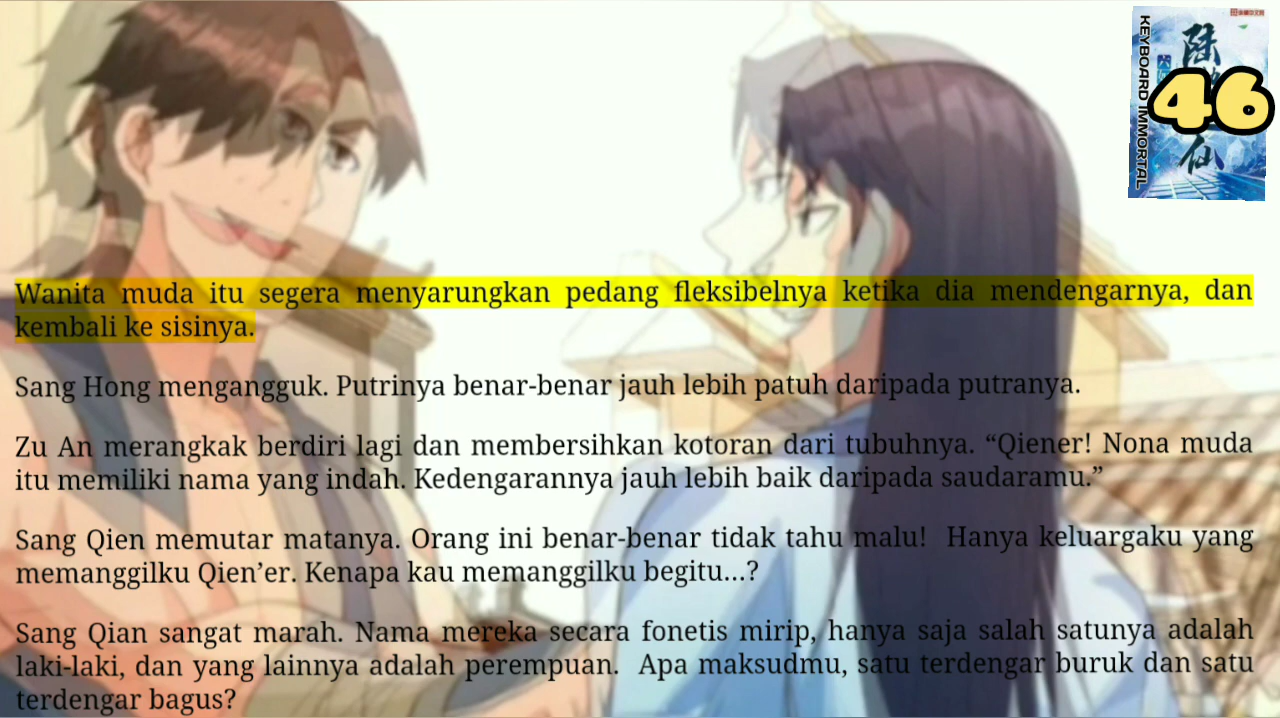 KEYBOARD IMMORTAL
46
Wanita muda itu segera menyarungkan pedang fleksibelnya ketika dia mendengarnya, dan
kembali ke sisinya.
Sang Hong mengangguk. Putrinya benar-benar jauh lebih patuh daripada putranya.
Zu An merangkak berdiri lagi dan membersihkan kotoran dari tubuhnya. “Qiener! Nona muda
itu memiliki nama yang indah. Kedengarannya jauh lebih baik daripada saudaramu.”
Sang Qien memutar matanya. Orang ini benar-benar tidak tahu malu!  Hanya keluargaku yang
memanggilku Qien’er. Kenapa kau memanggilku begitu…?
Sang Qian sangat marah. Nama mereka secara fonetis mirip, hanya saja salah satunya adalah
laki-laki, dan yang lainnya adalah perempuan.  Apa maksudmu, satu terdengar buruk dan satu
terdengar bagus?